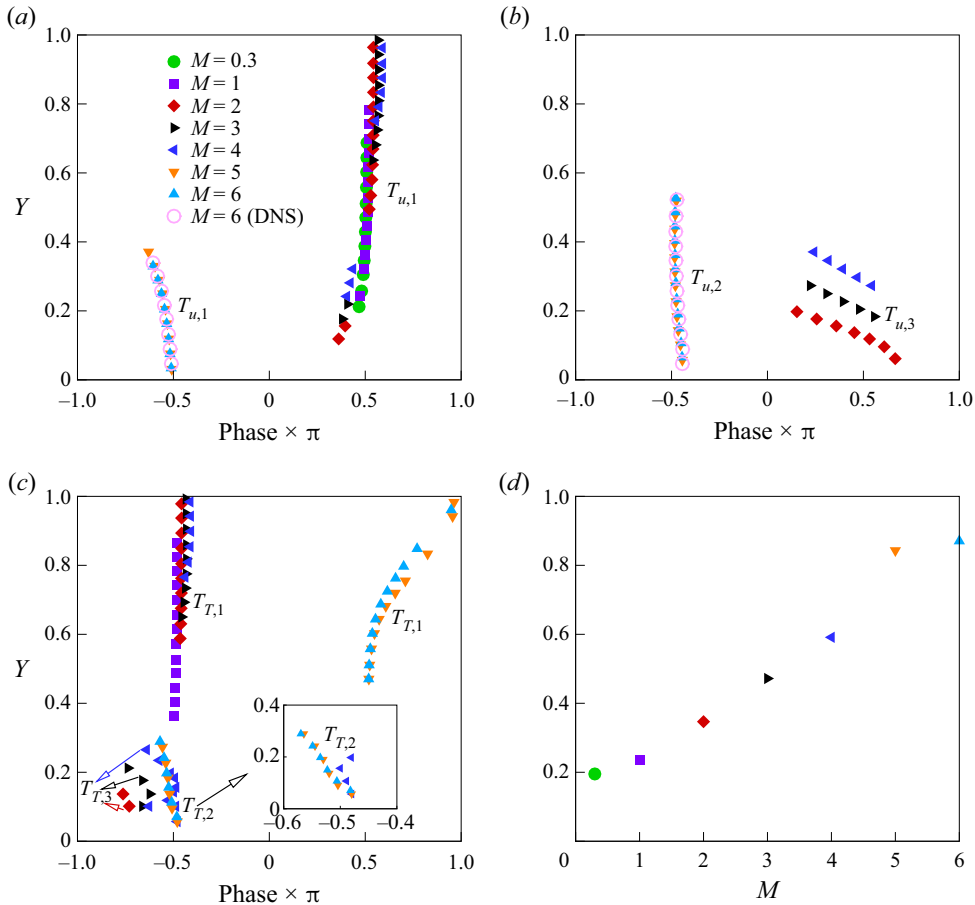 (a)
1.0
0.8
0.6
0.4
0.2
0
Y
M = 0.3
M = 1
M = 2
M = 3
M = 4
M = 5
M = 6
M = 6 (DNS)
T_{u,1}
T_{u,1}
−1.0 −0.5 0 0.5 1.0
Phase × π
(b)
1.0
0.8
0.6
0.4
0.2
0
T_{u,2}
T_{u,3}
−1.0 −0.5 0 0.5 1.0
Phase × π
(c)
1.0
0.8
0.6
0.4
0.2
0
Y
T_{T,1}
T_{T,1}
T_{T,3}
T_{T,2}
0.4
0.2
0
T_{T,2}
−0.6 −0.5 −0.4
−1.0 −0.5 0 0.5 1.0
Phase × π
(d)
1.0
0.8
0.6
0.4
0.2
0 1 2 3 4 5 6
M